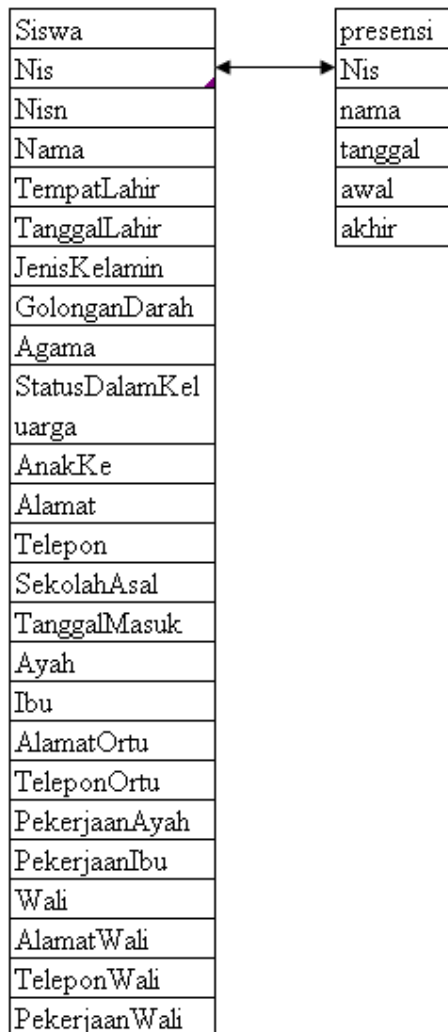 Siswa
Nis
Nisn
Nama
TempatLahir
TanggalLahir
JenisKelamin
GolonganDarah
Agama
StatusDalamKel
uarga
AnakKe
Alamat
Telepon
SekolahAsal
TanggalMasuk
Ayah
Ibu
AlamatOrtu
TeleponOrtu
PekerjaanAyah
PekerjaanIbu
Wali
AlamatWali
TeleponWali
PekerjaanWali
presensi
Nis
nama
tanggal
awal
akhir